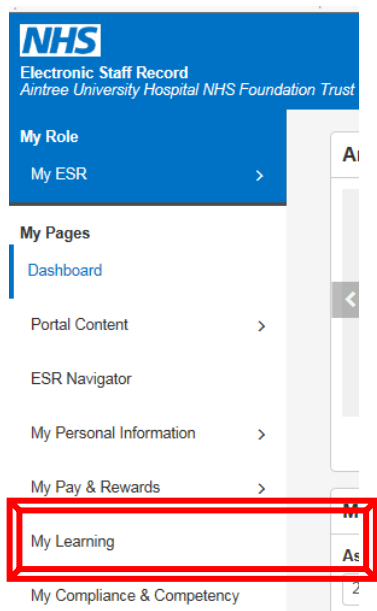 NHS
Electronic Staff Record
Aintree University Hospital NHS Foundation Trust
My Role
My ESR
My Pages
Dashboard
Portal Content
ESR Navigator
My Personal Information
My Pay & Rewards
My Learning
My Compliance & Competency